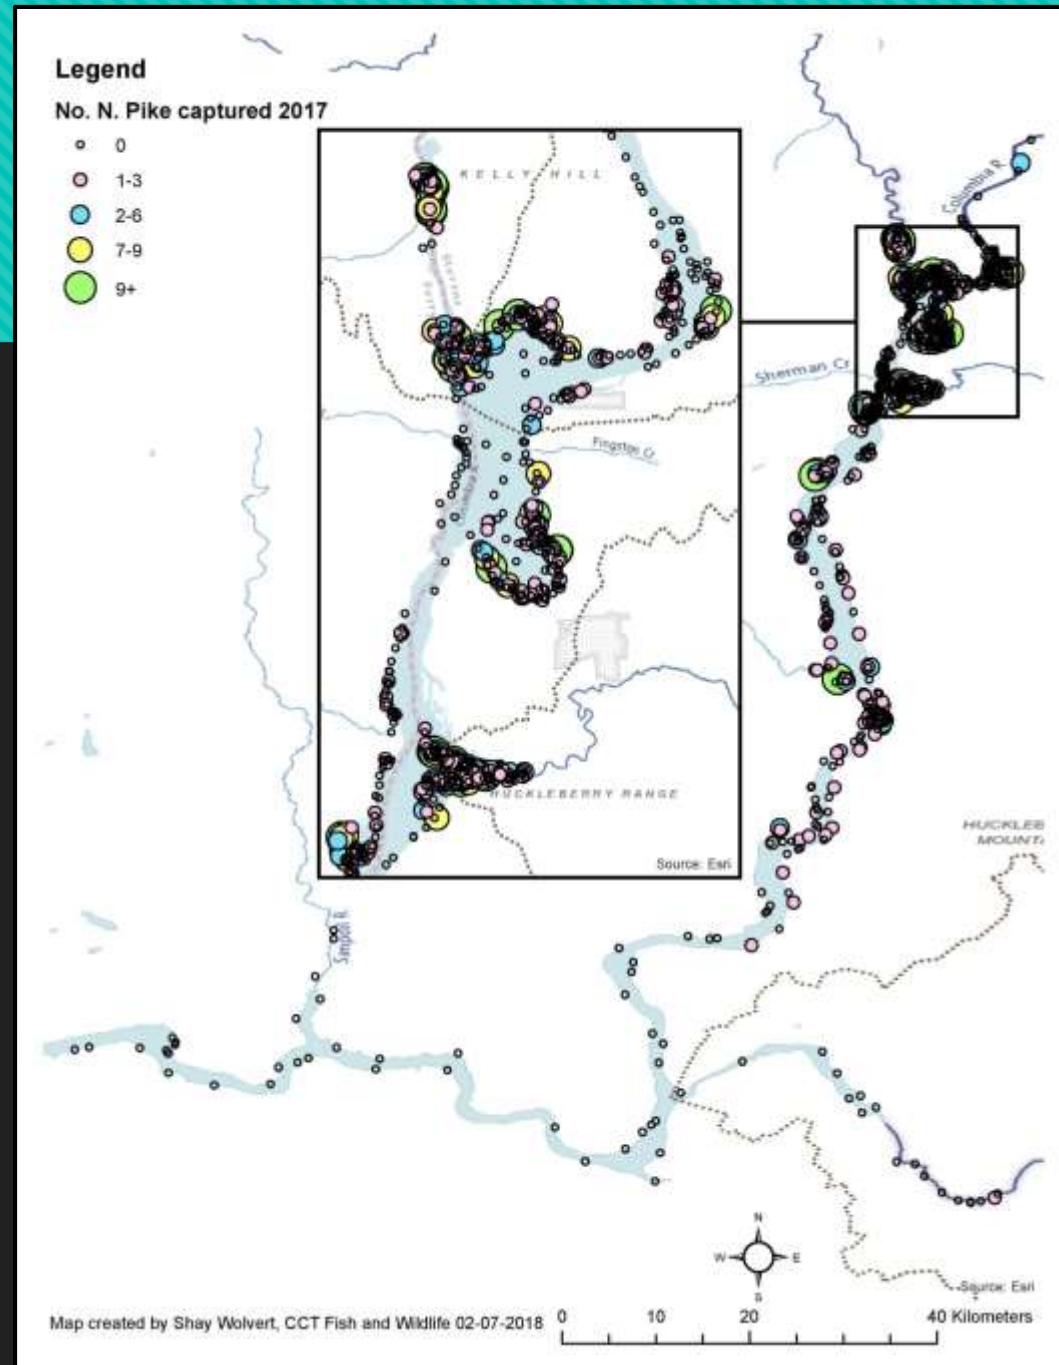 Legend
No. N. Pike captured 2017
0
1-3
2-6
7-9
9+
KELLY HILL
Columbia R.
Sherman Cr
Pingston Cr
HUCKLEBERRY RANGE
Source: Esri
HUCKLEB
MOUNTA
Sanpoil R.
N
W
E
S
Source: Esri
Map created by Shay Wolvert, CCT Fish and Wildlife 02-07-2018
0 10 20 40 Kilometers